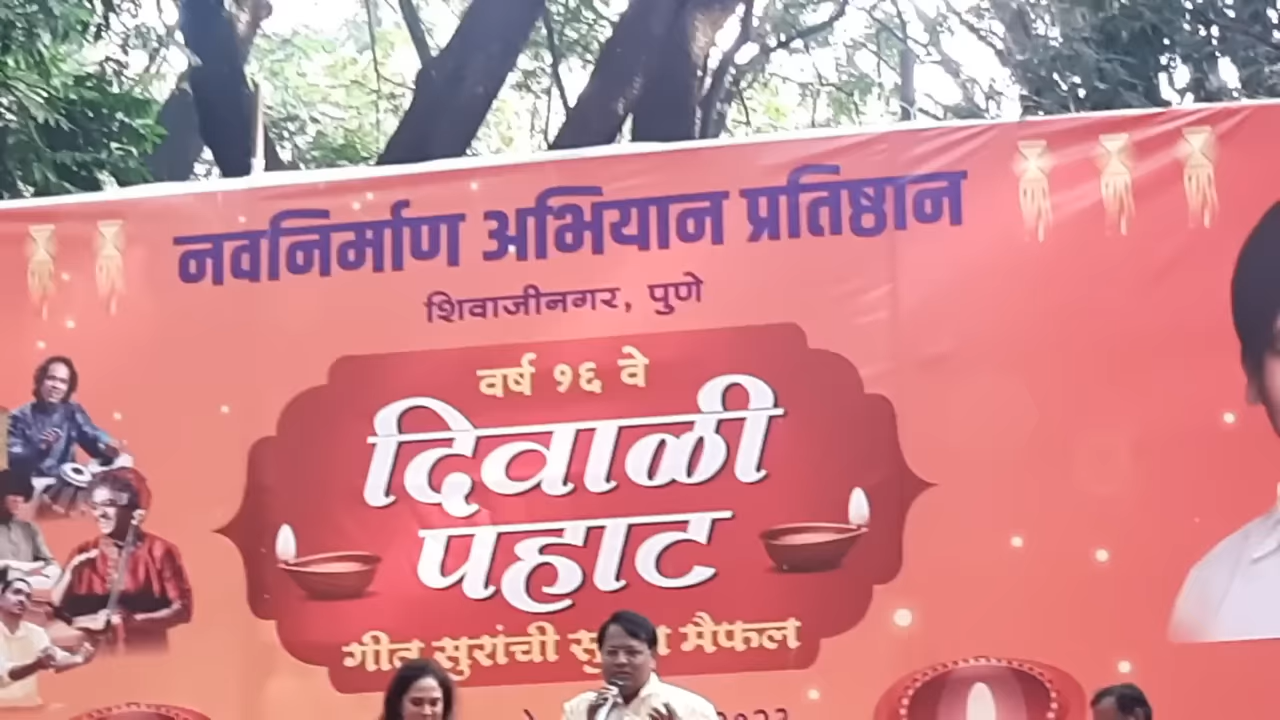 नवनिर्माण अभियान प्रतिष्ठान
शिवाजीनगर, पुणे
वर्ष १६ वे
दिवाळी
पहाट
गीत सुरांची मैफल